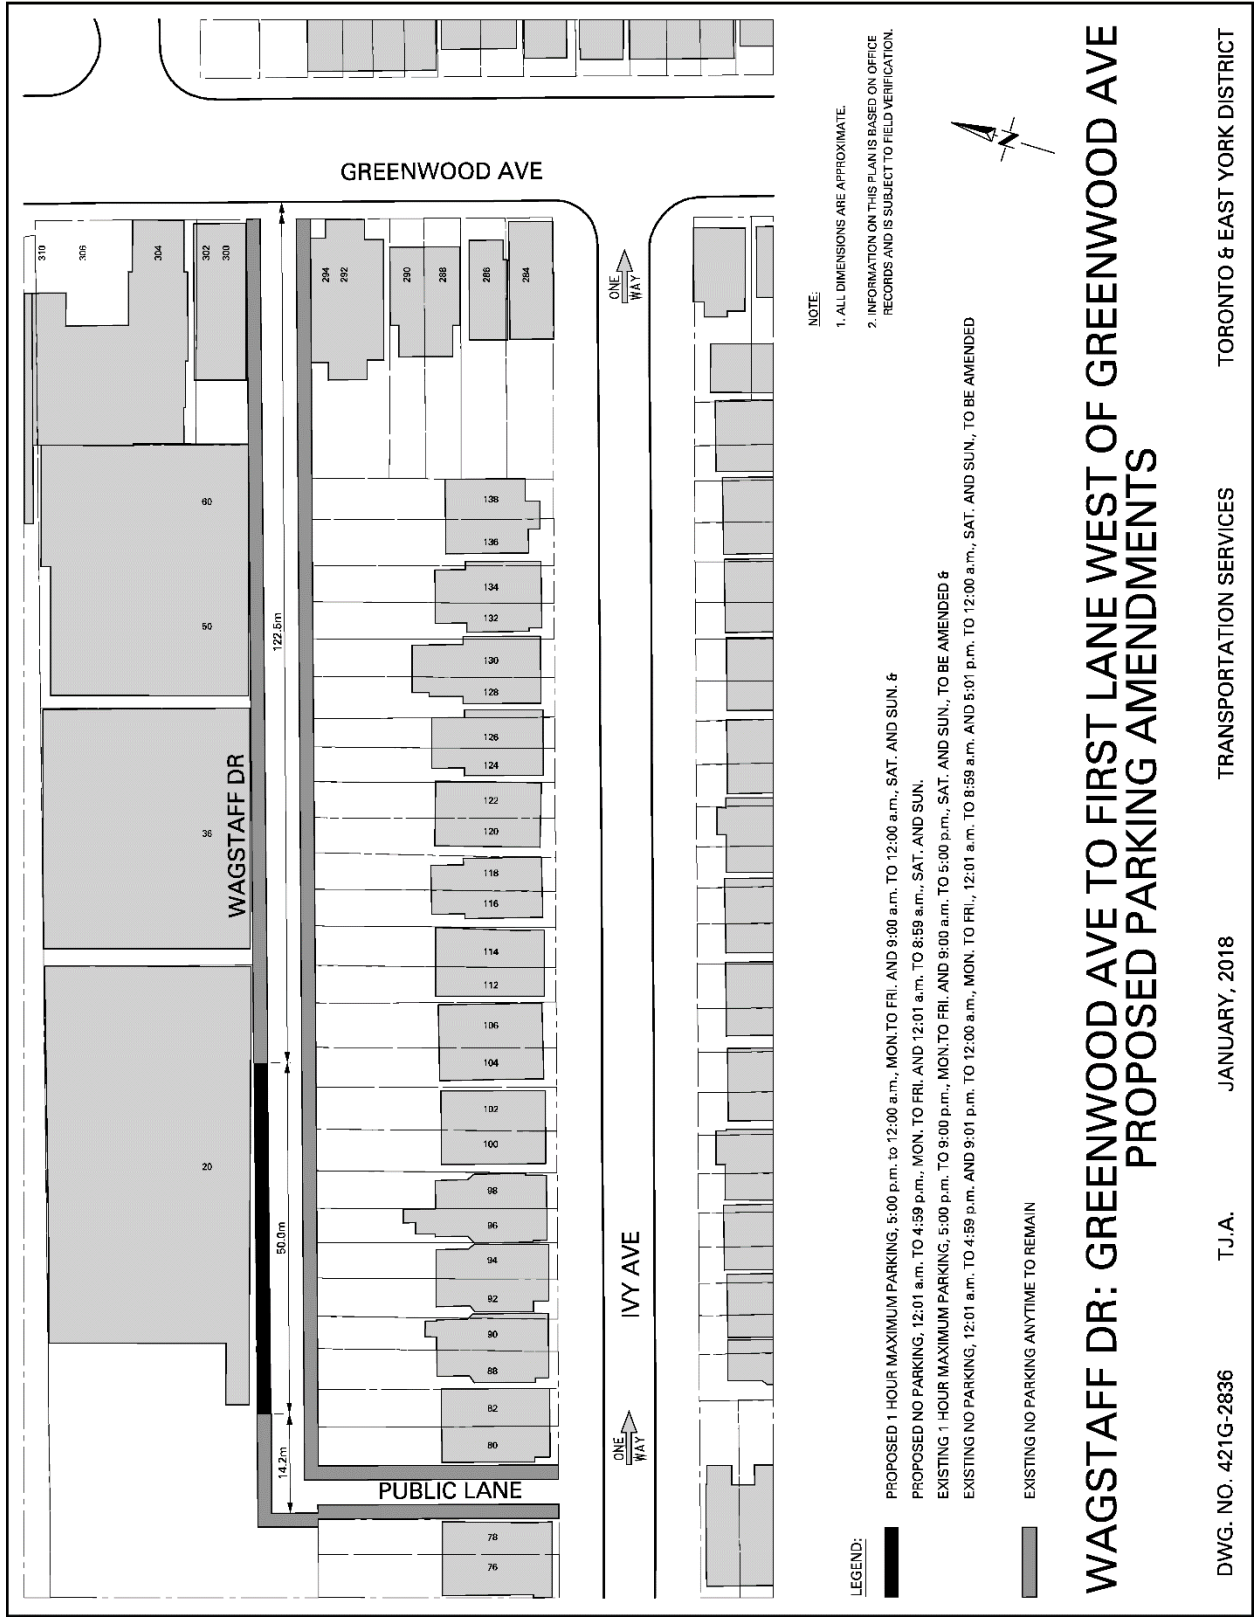 GREENWOOD AVE
310
306
304
302
300
294
292
290
288
286
284
ONE
WAY
60
50
36
20
122.5m
50.0m
14.2m
WAGSTAFF DR
138
136
134
132
130
128
126
124
122
120
118
116
114
112
106
104
102
100
98
96
94
92
90
88
82
80
78
76
PUBLIC LANE
IVY AVE
ONE
WAY
NOTE:
1. ALL DIMENSIONS ARE APPROXIMATE.
2. INFORMATION ON THIS PLAN IS BASED ON OFFICE
RECORDS AND IS SUBJECT TO FIELD VERIFICATION.
N
LEGEND:
PROPOSED 1 HOUR MAXIMUM PARKING, 5:00 p.m. to 12:00 a.m., MON.TO FRI. AND 9:00 a.m. TO 12:00 a.m., SAT. AND SUN. &
PROPOSED NO PARKING, 12:01 a.m. TO 4:59 p.m., MON. TO FRI. AND 12:01 a.m. TO 8:59 a.m., SAT. AND SUN.
EXISTING 1 HOUR MAXIMUM PARKING, 5:00 p.m. TO 9:00 p.m., MON.TO FRI. AND 9:00 a.m. TO 5:00 p.m., SAT. AND SUN., TO BE AMENDED &
EXISTING NO PARKING, 12:01 a.m. TO 4:59 p.m. AND 9:01 p.m. TO 12:00 a.m., MON. TO FRI., 12:01 a.m. TO 8:59 a.m. AND 5:01 p.m. TO 12:00 a.m., SAT. AND SUN., TO BE AMENDED
EXISTING NO PARKING ANYTIME TO REMAIN
WAGSTAFF DR: GREENWOOD AVE TO FIRST LANE WEST OF GREENWOOD AVE
PROPOSED PARKING AMENDMENTS
DWG. NO. 421G-2836 T.J.A. JANUARY, 2018 TRANSPORTATION SERVICES TORONTO & EAST YORK DISTRICT